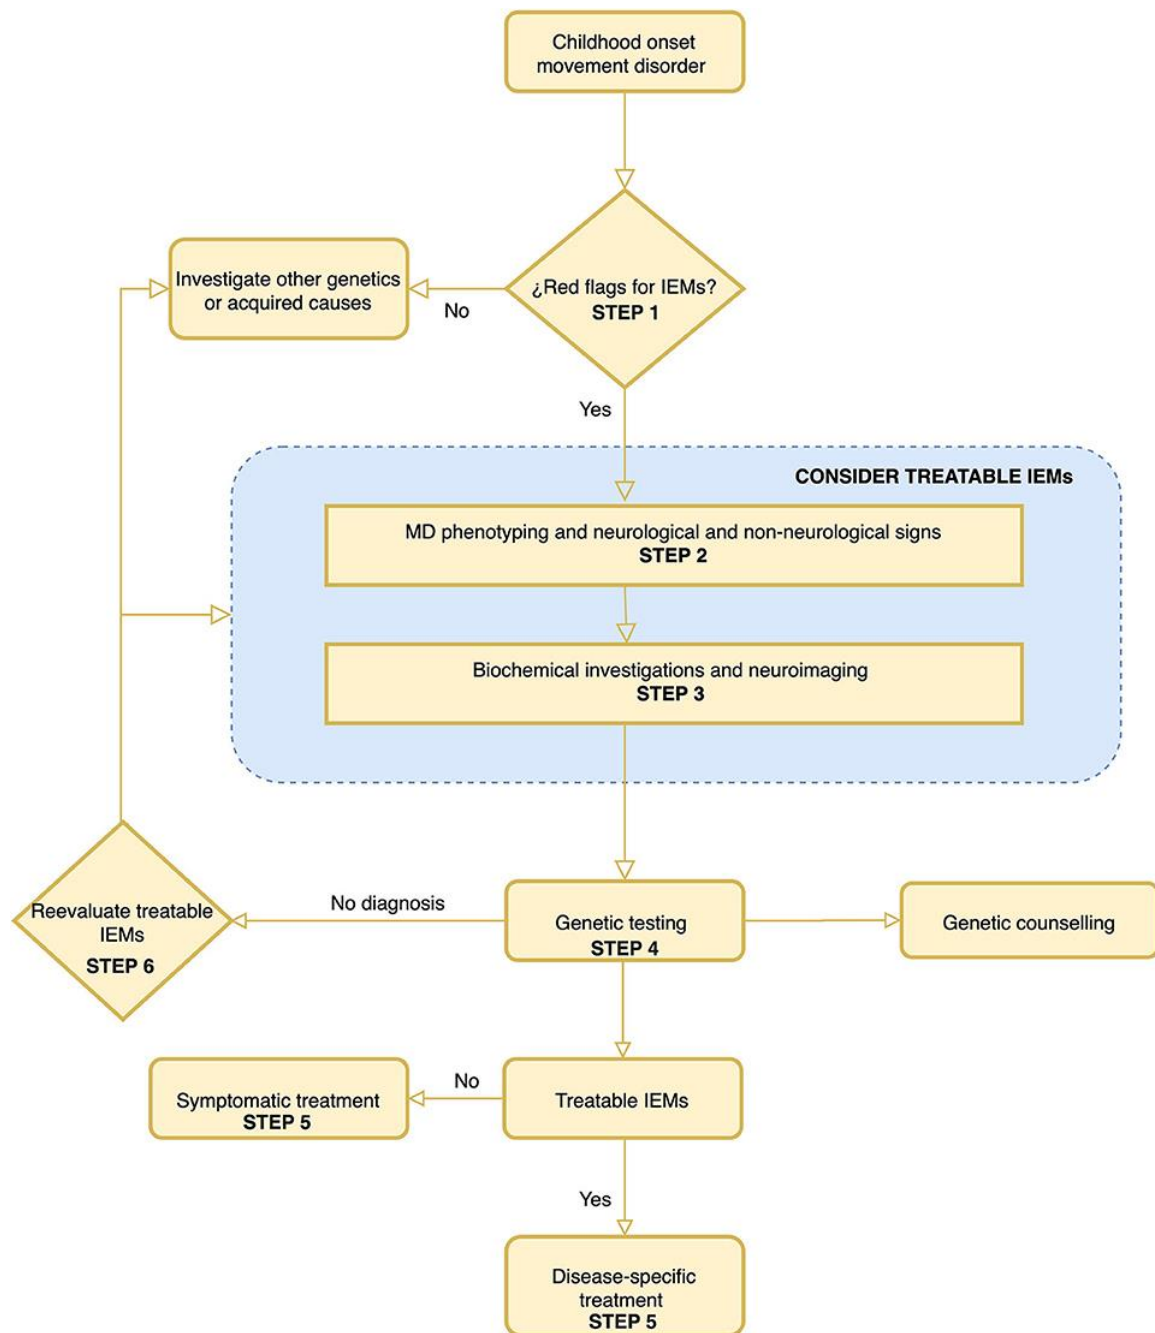 Childhood onset
movement disorder
Investigate other genetics
or acquired causes
No
¿Red flags for IEMs?
STEP 1
Yes
CONSIDER TREATABLE IEMs
MD phenotyping and neurological and non-neurological signs
STEP 2
Biochemical investigations and neuroimaging
STEP 3
Reevaluate treatable
IEMs
STEP 6
No diagnosis
Genetic testing
STEP 4
Genetic counselling
Symptomatic treatment
STEP 5
No
Treatable IEMs
Yes
Disease-specific
treatment
STEP 5